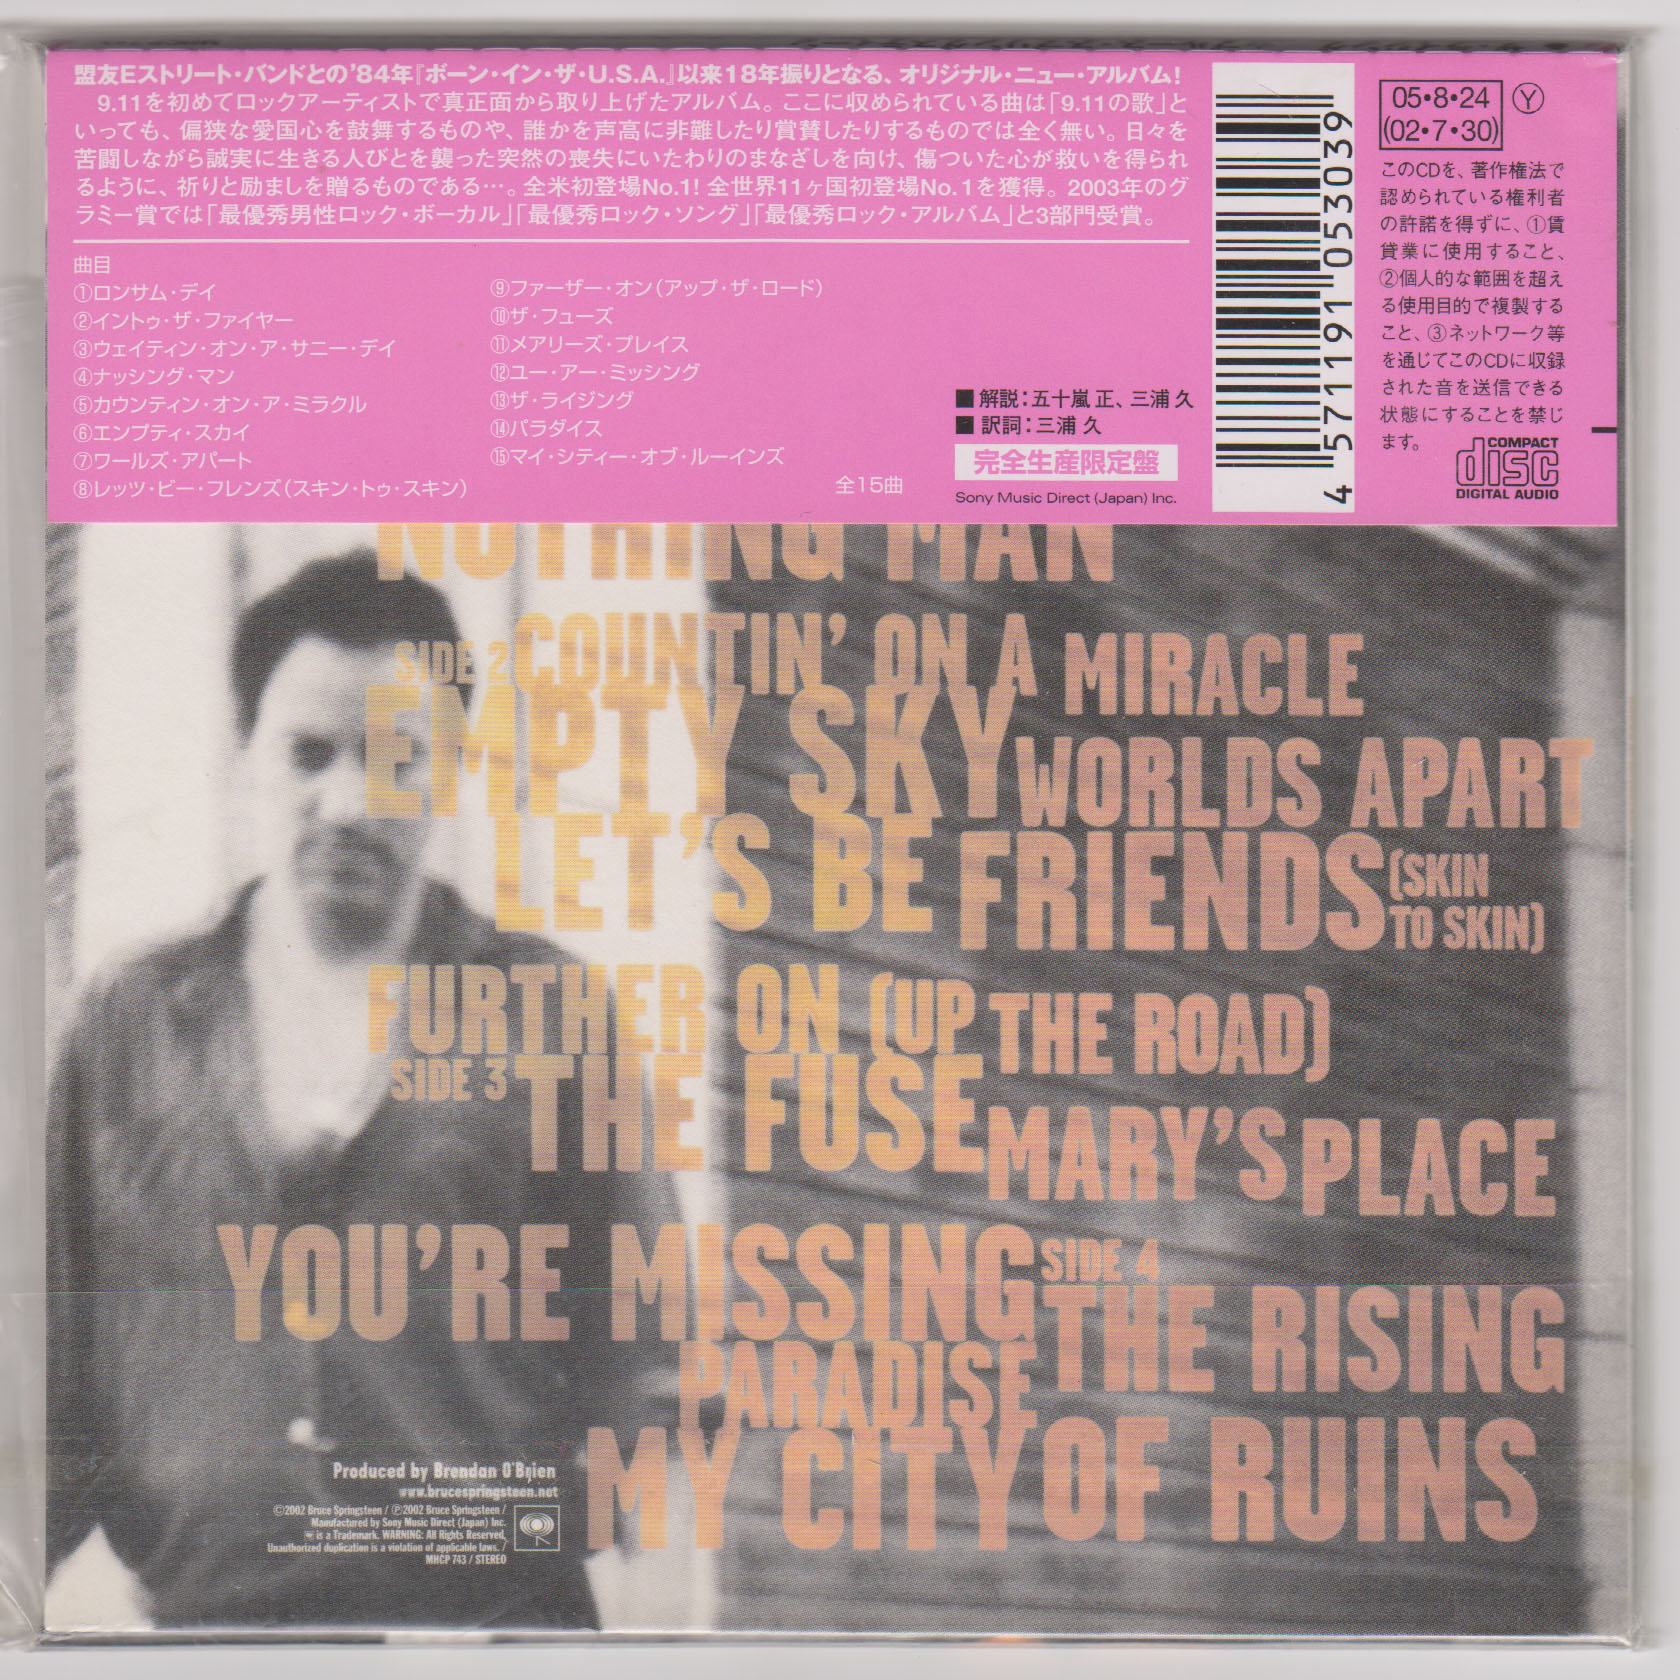 盟友Eストリート・バンドとの'84年『ボーン・イン・ザ・U.S.A.』以来18年振りとなる、オリジナル・ニュー・アルバム!
9.11を初めてロックアーティストで真正面から取り上げたアルバム。ここに収められている曲は「9.11の歌」と
いっても、偏狭な愛国心を鼓舞するものや、誰かを声高に非難したり賞賛したりするものでは全く無い。日々を
苦闘しながら誠実に生きる人びとを襲った突然の喪失にいたわりのまなざしを向け、傷ついた心が救いを得られ
るように、祈りと励ましを贈るものである…。全米初登場No.1! 全世界11ヶ国初登場No.1を獲得。2003年のグ
ラミー賞では「最優秀男性ロック・ボーカル」「最優秀ロック・ソング」「最優秀ロック・アルバム」と3部門受賞。
曲目
①ロンサム・デイ
②イントゥ・ザ・ファイヤー
③ウェイティン・オン・ア・サニー・デイ
④ナッシング・マン
⑤カウンティン・オン・ア・ミラクル
⑥エンプティ・スカイ
⑦ワールズ・アパート
⑧レッツ・ビー・フレンズ(スキン・トゥ・スキン)
⑨ファーザー・オン(アップ・ザ・ロード)
⑩ザ・フューズ
⑪メアリーズ・プレイス
⑫ユー・アー・ミッシング
⑬ザ・ライジング
⑭パラダイス
⑮マイ・シティー・オブ・ルーインズ
全15曲
■解説:五十嵐 正、三浦 久
■訳詞:三浦 久
完全生産限定盤
Sony Music Direct (Japan) Inc.
4 571191 053039
05•8•24 Ⓨ
(02•7•30)
このCDを、著作権法で
認められている権利者
の許諾を得ずに、①賃
貸業に使用すること、
②個人的な範囲を超え
る使用目的で複製する
こと、③ネットワーク等
を通じてこのCDに収録
された音を送信できる
状態にすることを禁じ
ます。
COMPACT
disc
DIGITAL AUDIO
NOTHING MAN
SIDE 2 COUNTIN' ON A MIRACLE
EMPTY SKY WORLDS APART
LET'S BE FRIENDS (SKIN
TO SKIN)
FURTHER ON (UP THE ROAD)
SIDE 3 THE FUSE MARY'S PLACE
YOU'RE MISSING SIDE 4
THE RISING
PARADISE
MY CITY OF RUINS
Produced by Brendan O'Brien
www.brucespringsteen.net
©2002 Bruce Springsteen / ℗2002 Bruce Springsteen /
Manufactured by Sony Music Direct (Japan) Inc.
is a Trademark. WARNING: All Rights Reserved.
Unauthorized duplication is a violation of applicable laws. /
MHCP 743 / STEREO